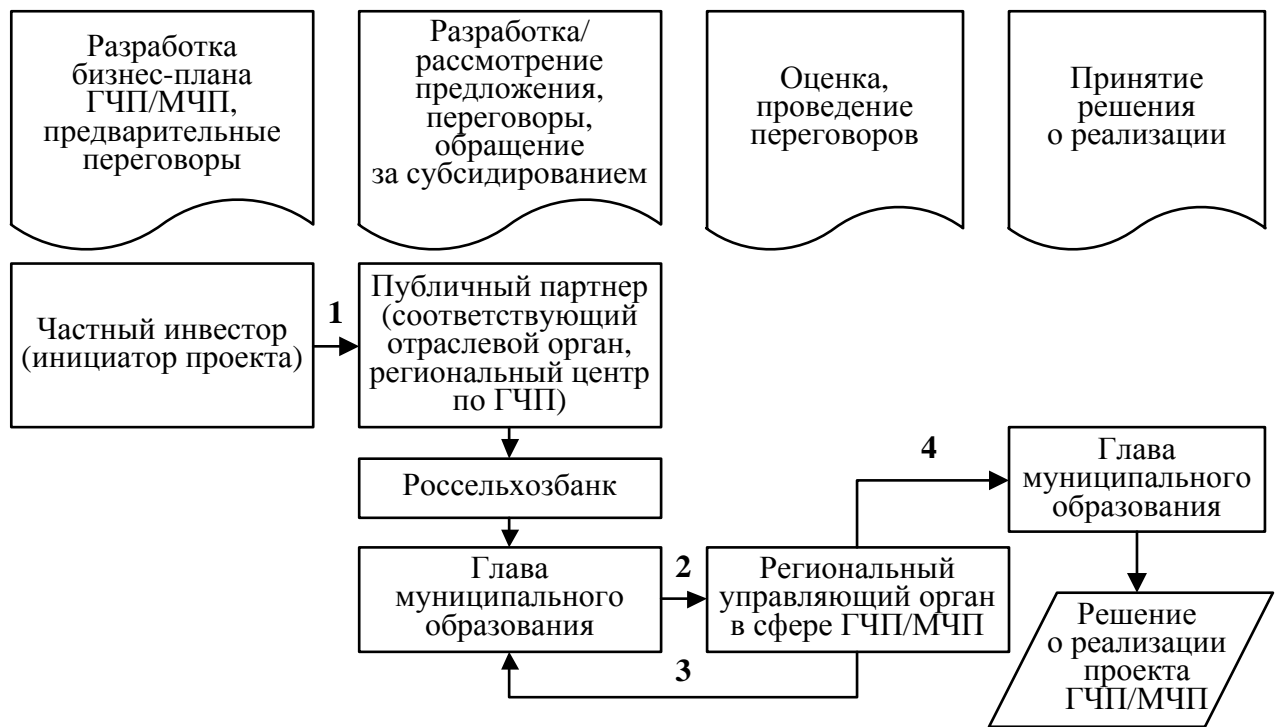 Разработка
бизнес-плана
ГЧП/МЧП,
предварительные
переговоры
Разработка/
рассмотрение
предложения,
переговоры,
обращение
за субсидированием
Оценка,
проведение
переговоров
Принятие
решения
о реализации
Частный инвестор
(инициатор проекта)
1
Публичный партнер
(соответствующий
отраслевой орган,
региональный центр
по ГЧП)
Россельхозбанк
Глава
муниципального
образования
2
Региональный
управляющий орган
в сфере ГЧП/МЧП
3
4
Глава
муниципального
образования
Решение
о реализации
проекта
ГЧП/МЧП